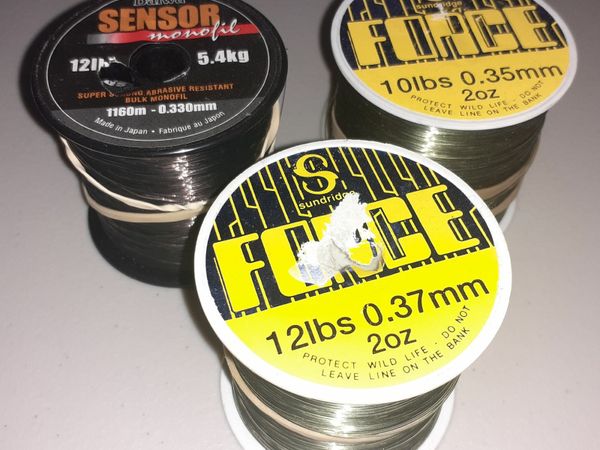 Daiwa
SENSOR
monofil
12lb
5.4kg
SUPER STRONG ABRASIVE RESISTANT
BULK MONOFIL
1160m - 0.330mm
Made in Japan • Fabrique au Japon
sundridge
FORCE
10lbs 0.35mm
2oz
PROTECT WILD LIFE - DO NOT
LEAVE LINE ON THE BANK
S
sundridge
FORCE
12lbs 0.37mm
2oz
PROTECT WILD LIFE - DO NOT
LEAVE LINE ON THE BANK